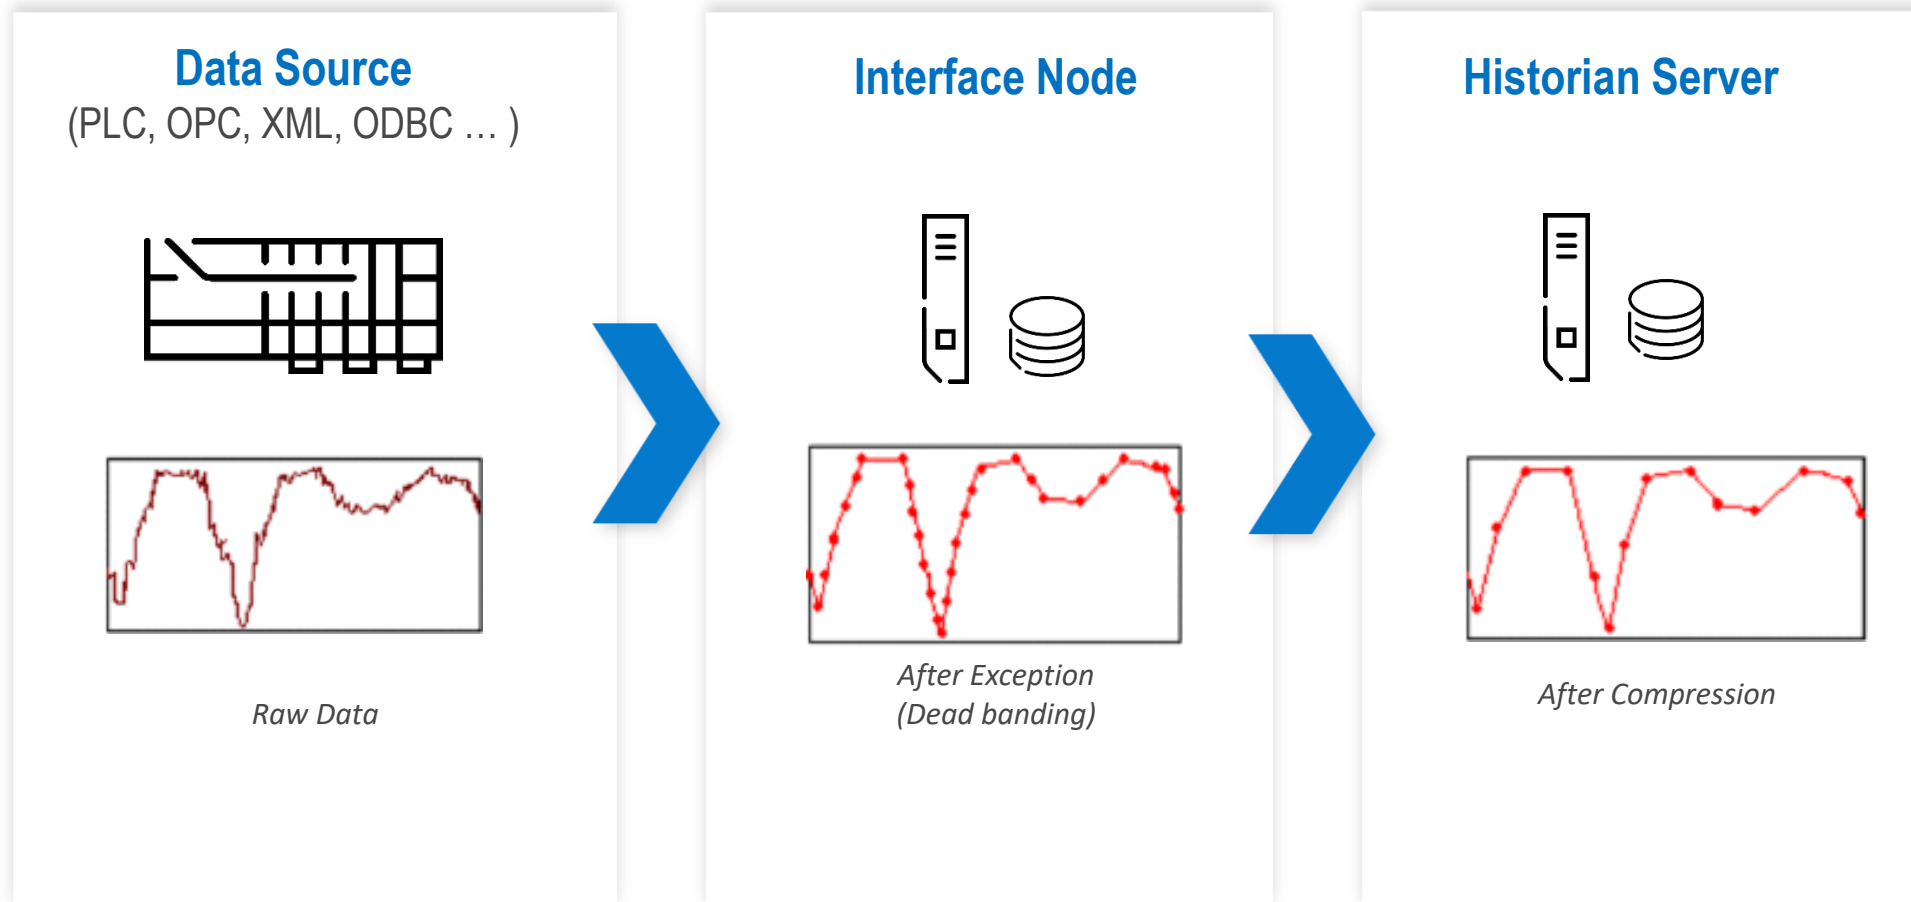 Data Source
(PLC, OPC, XML, ODBC … )
Raw Data
Interface Node
After Exception
(Dead banding)
Historian Server
After Compression